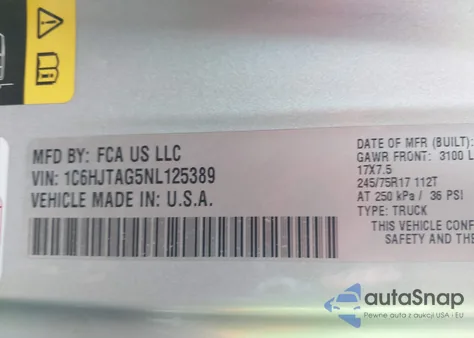 MFD BY: FCA US LLC
VIN: 1C6HJTAG5NL125389
VEHICLE MADE IN: U.S.A.
DATE OF MFR (BUILT):
GAWR FRONT: 3100 L
17X7.5
245/75R17 112T
AT 250 kPa / 36 PSI
TYPE: TRUCK
THIS VEHICLE CONF
SAFETY AND THE
autoSnap
Pewne auta z aukcji USA i EU